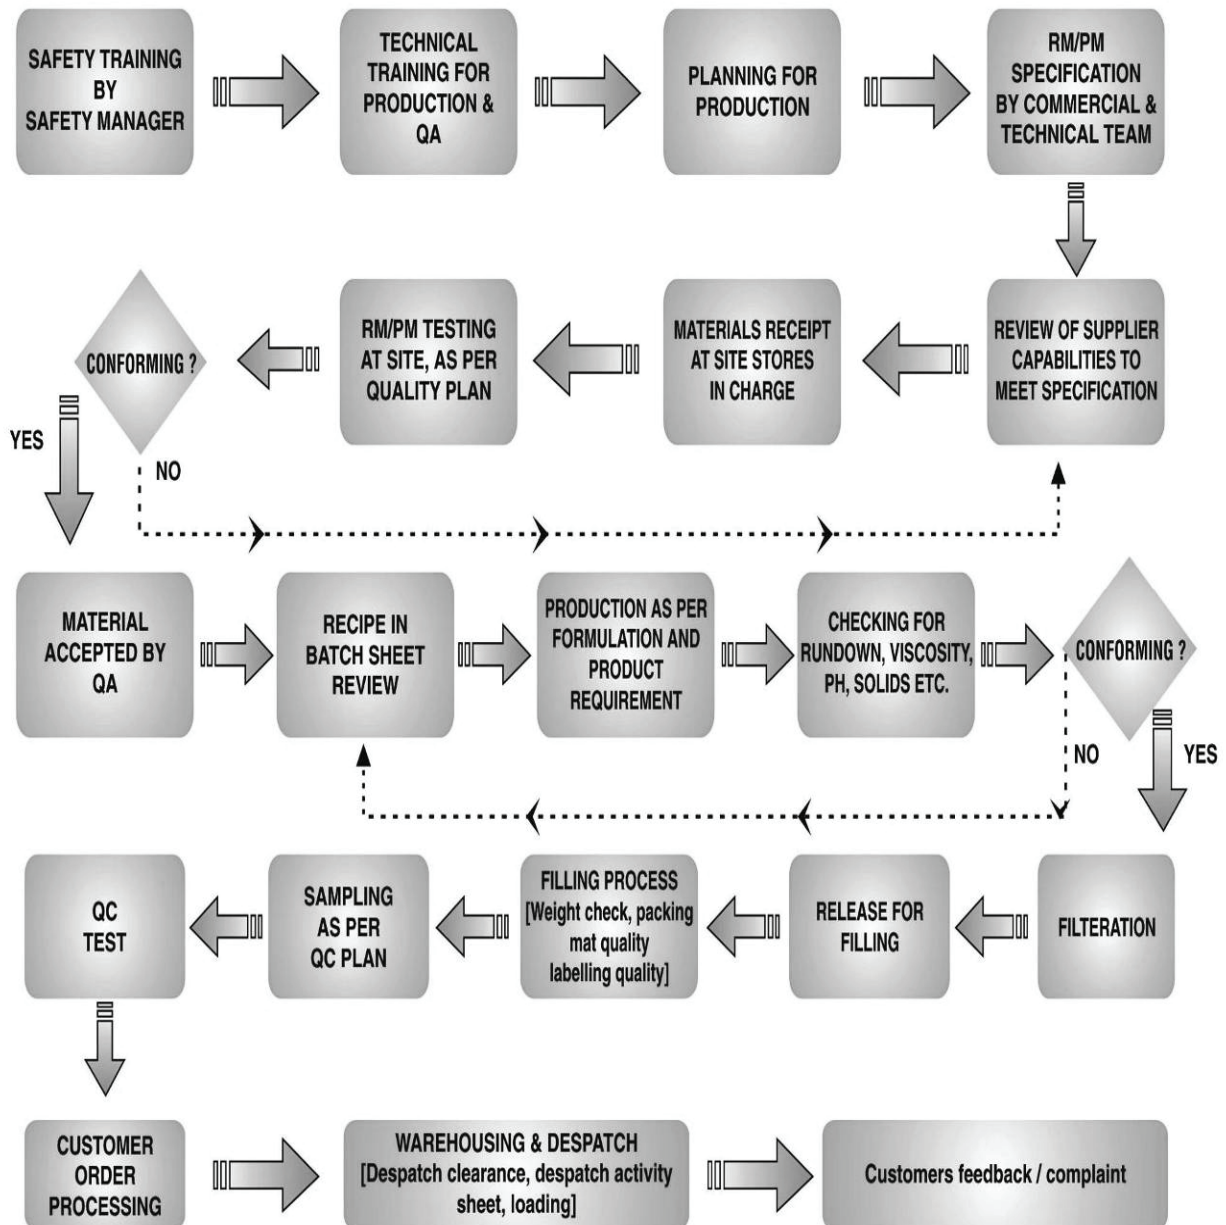 SAFETY TRAINING
BY
SAFETY MANAGER
TECHNICAL
TRAINING FOR
PRODUCTION &
QA
PLANNING FOR
PRODUCTION
RM/PM
SPECIFICATION
BY COMMERCIAL &
TECHNICAL TEAM
CONFORMING ?
RM/PM TESTING
AT SITE, AS PER
QUALITY PLAN
MATERIALS RECEIPT
AT SITE STORES
IN CHARGE
REVIEW OF SUPPLIER
CAPABILITIES TO
MEET SPECIFICATION
YES
NO
MATERIAL
ACCEPTED BY
QA
RECIPE IN
BATCH SHEET
REVIEW
PRODUCTION AS PER
FORMULATION AND
PRODUCT
REQUIREMENT
CHECKING FOR
RUNDOWN, VISCOSITY,
PH, SOLIDS ETC.
CONFORMING ?
NO
YES
QC
TEST
SAMPLING
AS PER
QC PLAN
FILLING PROCESS
[Weight check, packing
mat quality
labelling quality]
RELEASE FOR
FILLING
FILTERATION
CUSTOMER
ORDER
PROCESSING
WAREHOUSING & DESPATCH
[Despatch clearance, despatch activity
sheet, loading]
Customers feedback / complaint